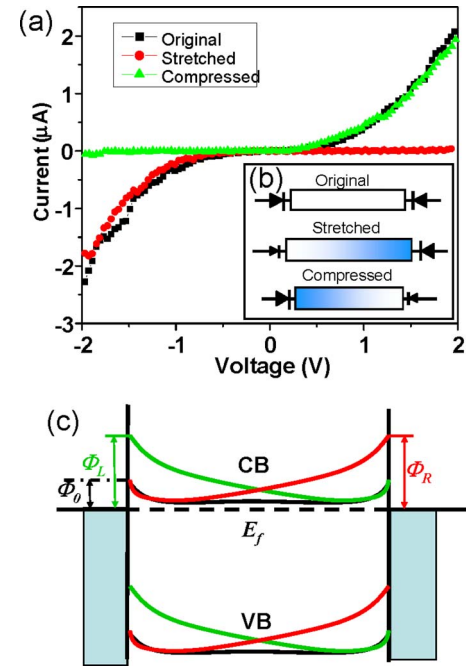 (a)
Original
Stretched
Compressed
Current (μA)
2
1
0
-1
-2
-3
-2
-1
0
1
2
Voltage (V)
(b)
Original
Stretched
Compressed
(c)
CB
Φ_L
Φ_0
Φ_R
E_f
VB